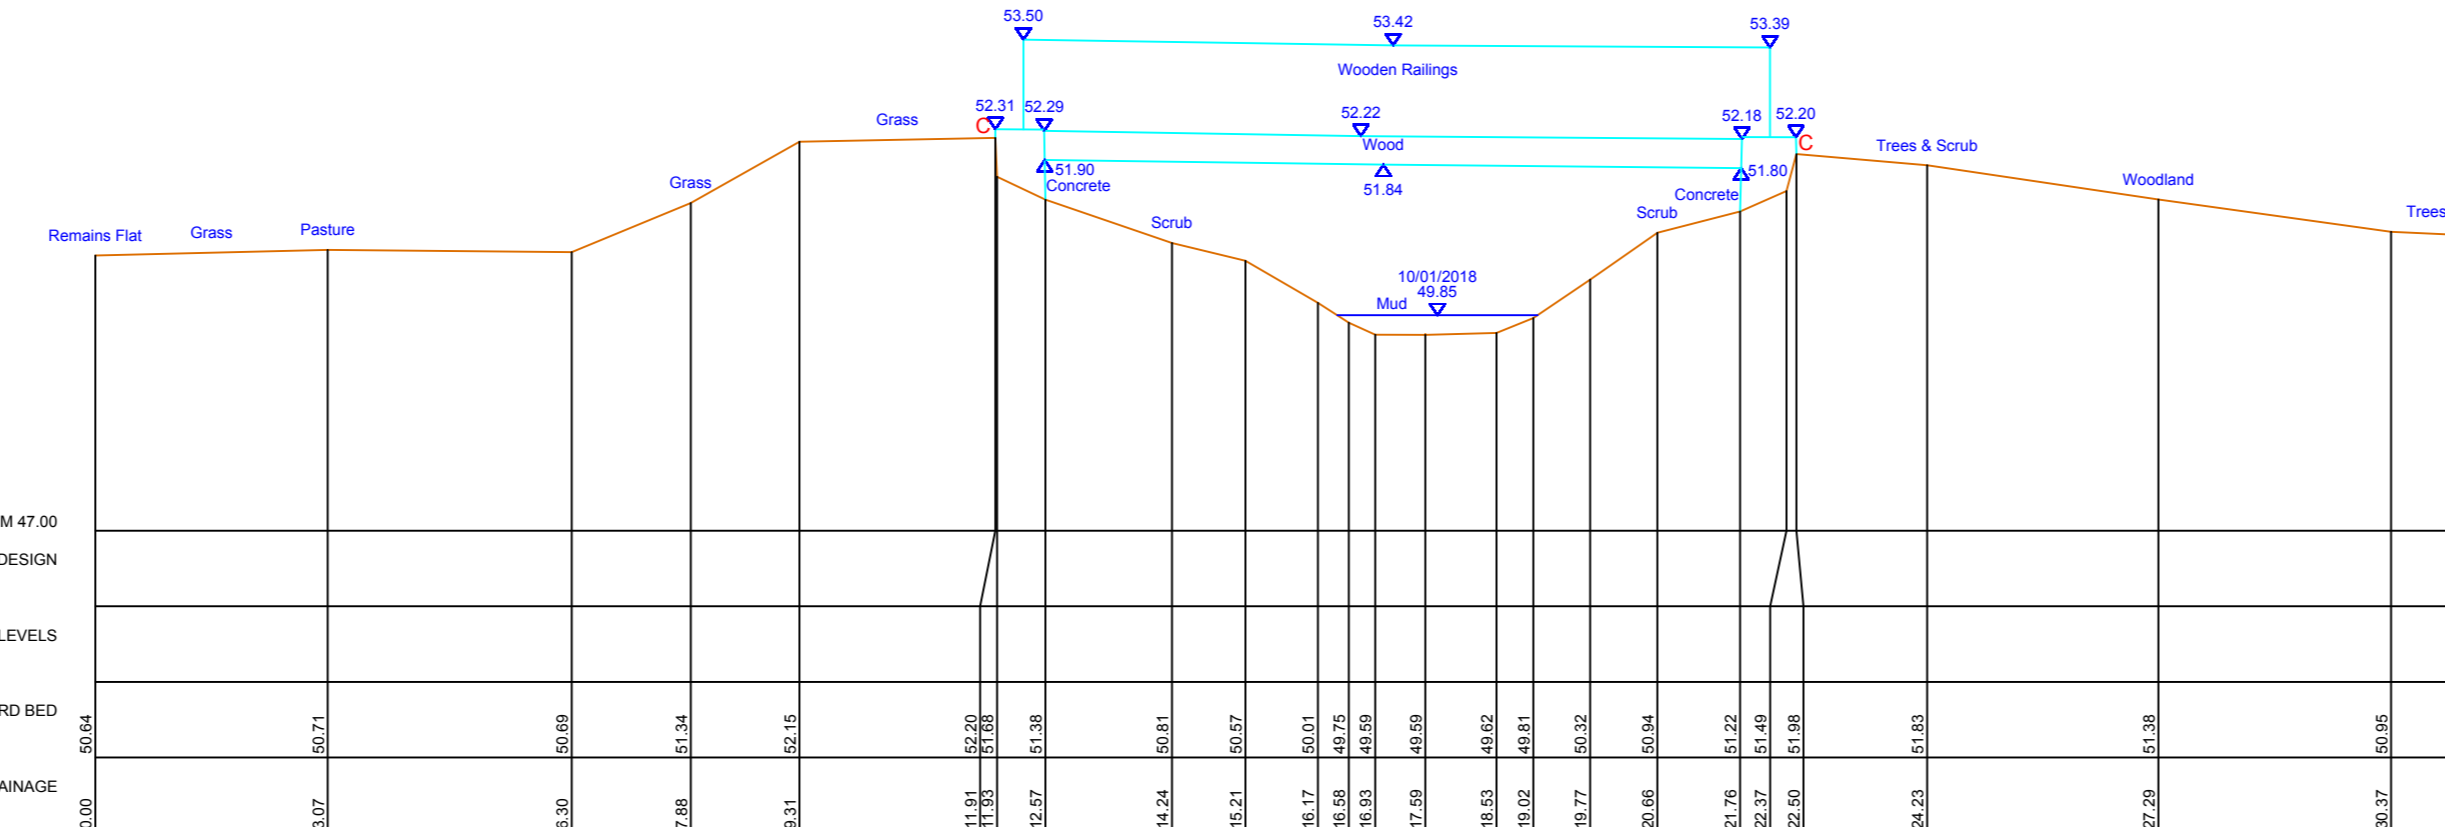 53.50
53.42
53.39
Wooden Railings
52.31
52.29
52.22
52.18
52.20
C
C
Grass
Wood
Trees & Scrub
51.90
51.84
51.80
Concrete
Concrete
Grass
Woodland
Remains Flat
Grass
Pasture
Scrub
Scrub
Trees
10/01/2018
49.85
Mud
M 47.00
DESIGN
LEVELS
RD BED
50.64
50.71
50.69
51.34
52.15
52.20
51.68
51.38
50.81
50.57
50.01
49.75
49.59
49.59
49.62
49.81
50.32
50.94
51.22
51.49
51.98
51.83
51.38
50.95
AINAGE
0.00
3.07
6.30
7.88
9.31
11.91
11.93
12.57
14.24
15.21
16.17
16.58
16.93
17.59
18.53
19.02
19.77
20.66
21.76
22.37
22.50
24.23
27.29
30.37